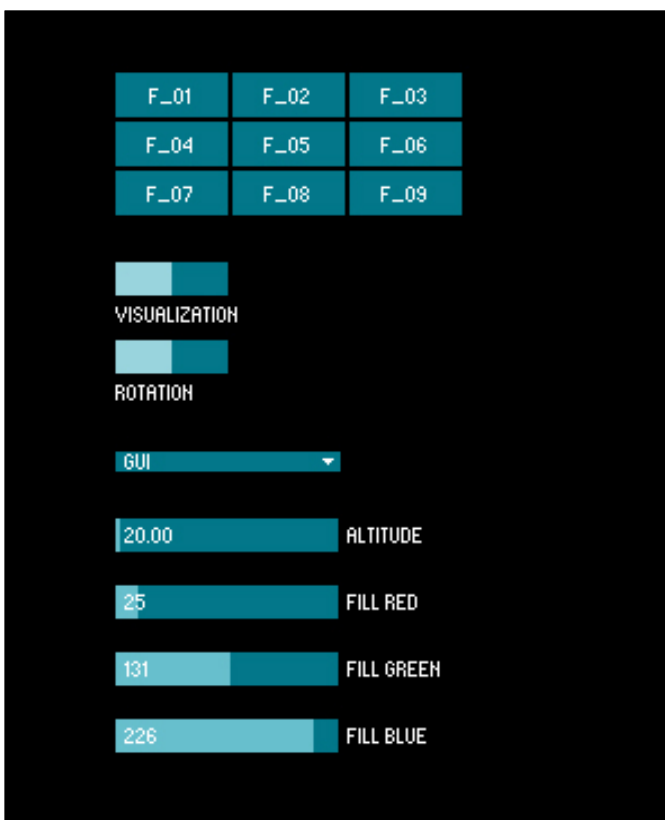 F_01 F_02 F_03
F_04 F_05 F_06
F_07 F_08 F_09
VISUALIZATION
ROTATION
GUI
20.00 ALTITUDE
25 FILL RED
131 FILL GREEN
226 FILL BLUE